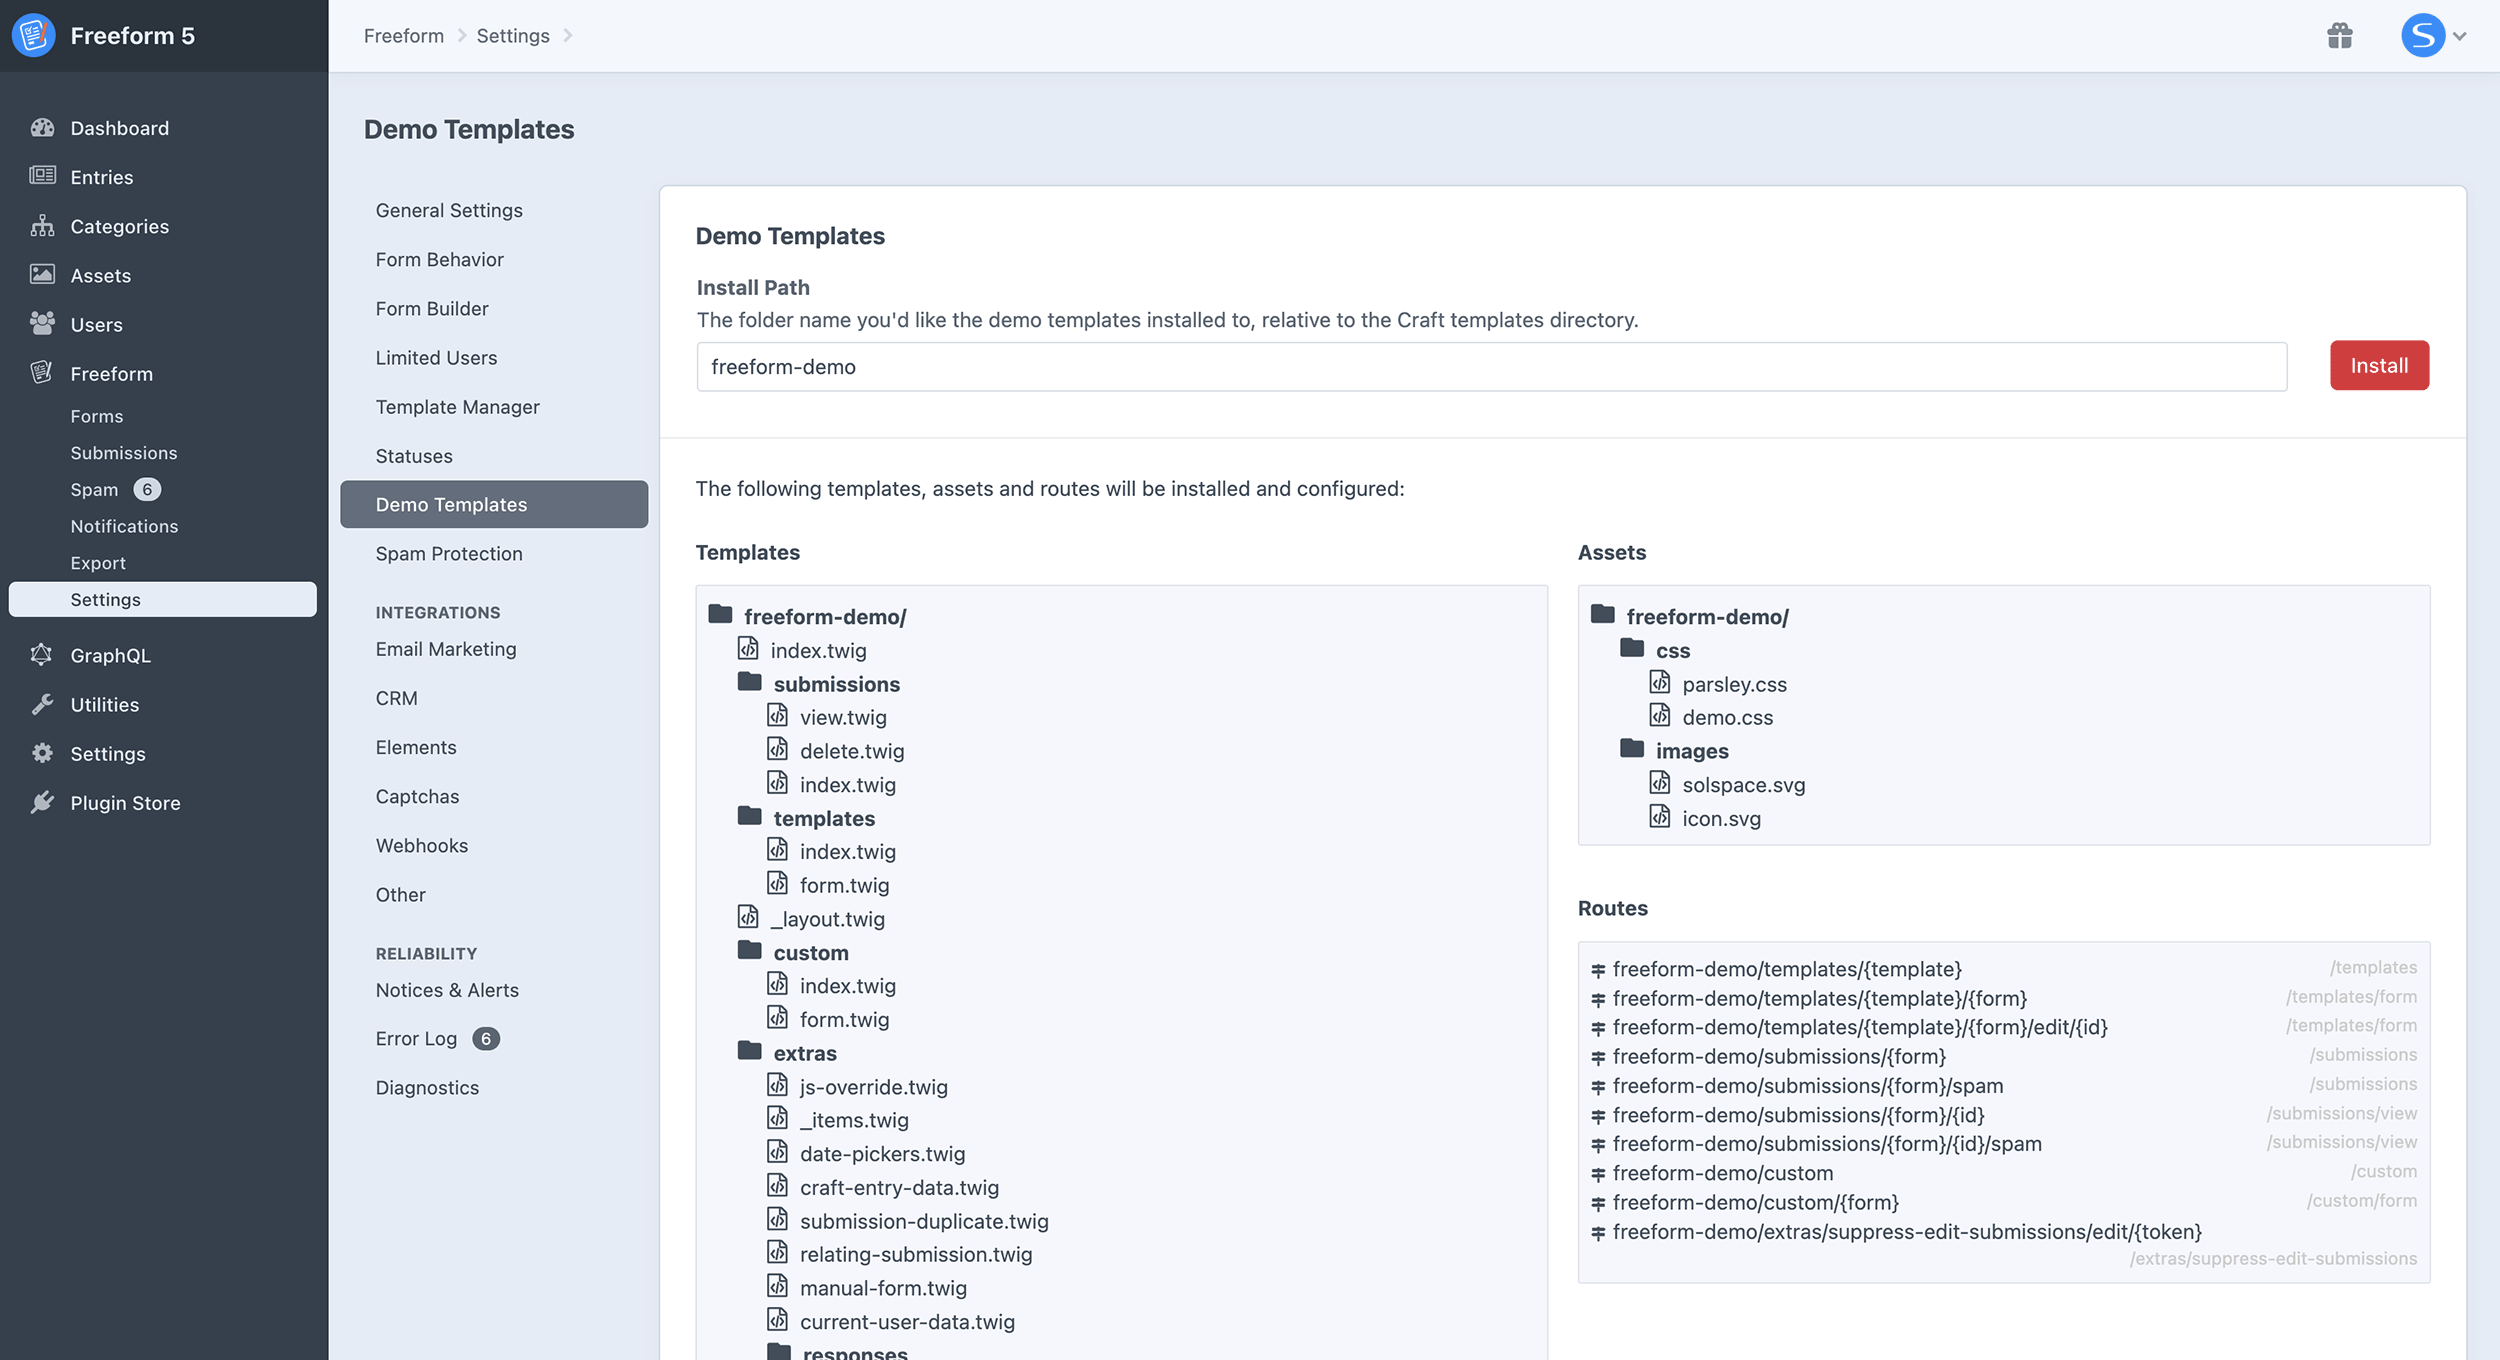 Freeform 5
Freeform
Settings
S
Dashboard
Entries
Categories
Assets
Users
Freeform
Forms
Submissions
Spam 6
Notifications
Export
Settings
GraphQL
Utilities
Settings
Plugin Store
Demo Templates
General Settings
Form Behavior
Form Builder
Limited Users
Template Manager
Statuses
Demo Templates
Spam Protection
INTEGRATIONS
Email Marketing
CRM
Elements
Captchas
Webhooks
Other
RELIABILITY
Notices & Alerts
Error Log 6
Diagnostics
Demo Templates
Install Path
The folder name you'd like the demo templates installed to, relative to the Craft templates directory.
freeform-demo
Install
The following templates, assets and routes will be installed and configured:
Templates
freeform-demo/
index.twig
submissions
view.twig
delete.twig
index.twig
templates
index.twig
form.twig
_layout.twig
custom
index.twig
form.twig
extras
js-override.twig
_items.twig
date-pickers.twig
craft-entry-data.twig
submission-duplicate.twig
relating-submission.twig
manual-form.twig
current-user-data.twig
responses
Assets
freeform-demo/
css
parsley.css
demo.css
images
solspace.svg
icon.svg
Routes
freeform-demo/templates/{template} /templates
freeform-demo/templates/{template}/{form} /templates/form
freeform-demo/templates/{template}/{form}/edit/{id} /templates/form
freeform-demo/submissions/{form} /submissions
freeform-demo/submissions/{form}/spam /submissions
freeform-demo/submissions/{form}/{id} /submissions/view
freeform-demo/submissions/{form}/{id}/spam /submissions/view
freeform-demo/custom /custom
freeform-demo/custom/{form} /custom/form
freeform-demo/extras/suppress-edit-submissions/edit/{token}
/extras/suppress-edit-submissions